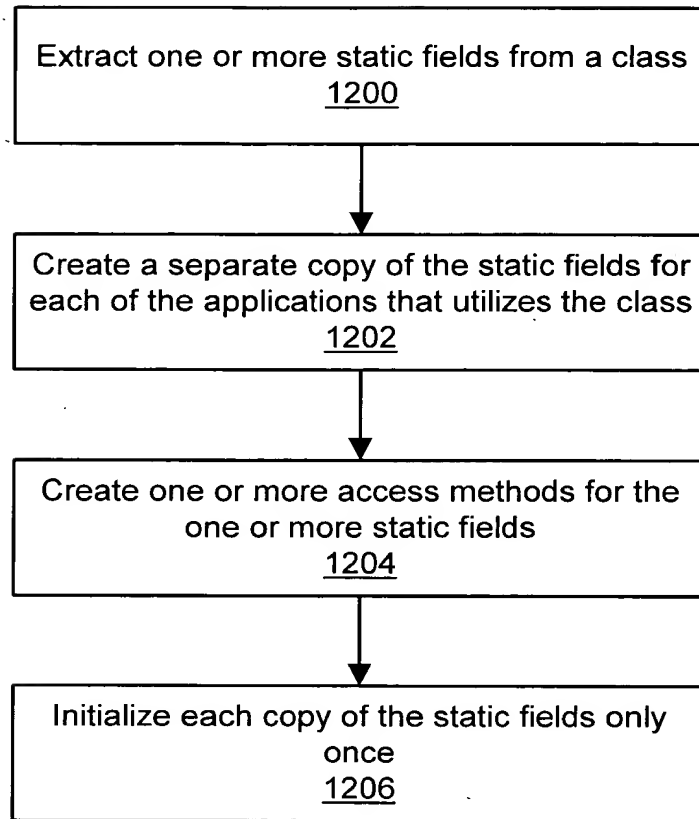 Extract one or more static fields from a class
1200
Create a separate copy of the static fields for
each of the applications that utilizes the class
1202
Create one or more access methods for the
one or more static fields
1204
Initialize each copy of the static fields only
once
1206